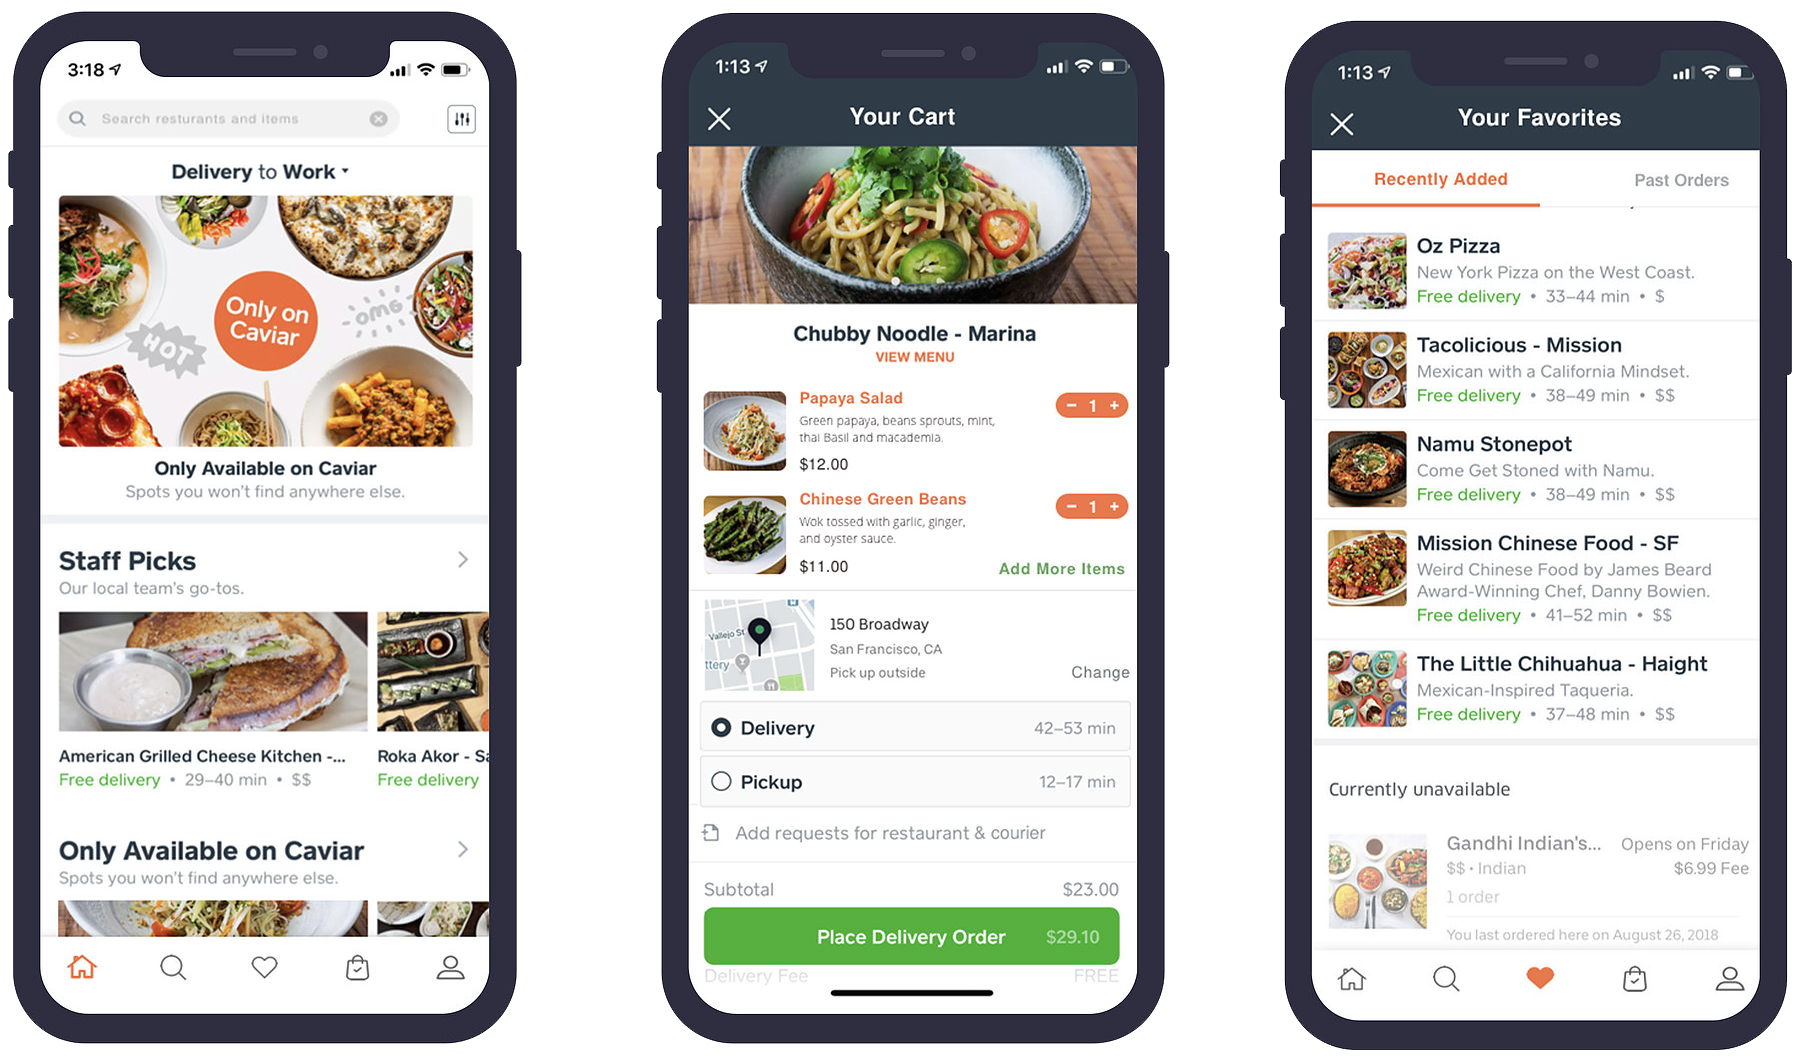 3:18
Search resturants and items
Delivery to Work
Only on
Caviar
HOT
OMG
Only Available on Caviar
Spots you won't find anywhere else.
Staff Picks
Our local team's go-tos.
American Grilled Cheese Kitchen -...
Free delivery • 29–40 min • $$
Roka Akor - Sa
Free delivery
Only Available on Caviar
Spots you won't find anywhere else.
1:13
Your Cart
Chubby Noodle - Marina
VIEW MENU
Papaya Salad
Green papaya, beans sprouts, mint,
thai Basil and macademia.
$12.00
− 1 +
Chinese Green Beans
Wok tossed with garlic, ginger,
and oyster sauce.
$11.00
− 1 +
Add More Items
Vallejo St
ttery
150 Broadway
San Francisco, CA
Pick up outside
Change
Delivery 42–53 min
Pickup 12–17 min
Add requests for restaurant & courier
Subtotal $23.00
Place Delivery Order $29.10
Delivery Fee FREE
1:13
Your Favorites
Recently Added Past Orders
Oz Pizza
New York Pizza on the West Coast.
Free delivery • 33–44 min • $
Tacolicious - Mission
Mexican with a California Mindset.
Free delivery • 38–49 min • $$
Namu Stonepot
Come Get Stoned with Namu.
Free delivery • 38–49 min • $$
Mission Chinese Food - SF
Weird Chinese Food by James Beard
Award-Winning Chef, Danny Bowien.
Free delivery • 41–52 min • $$
The Little Chihuahua - Haight
Mexican-Inspired Taqueria.
Free delivery • 37–48 min • $$
Currently unavailable
Gandhi Indian's... Opens on Friday
$$ • Indian $6.99 Fee
1 order
You last ordered here on August 26, 2018